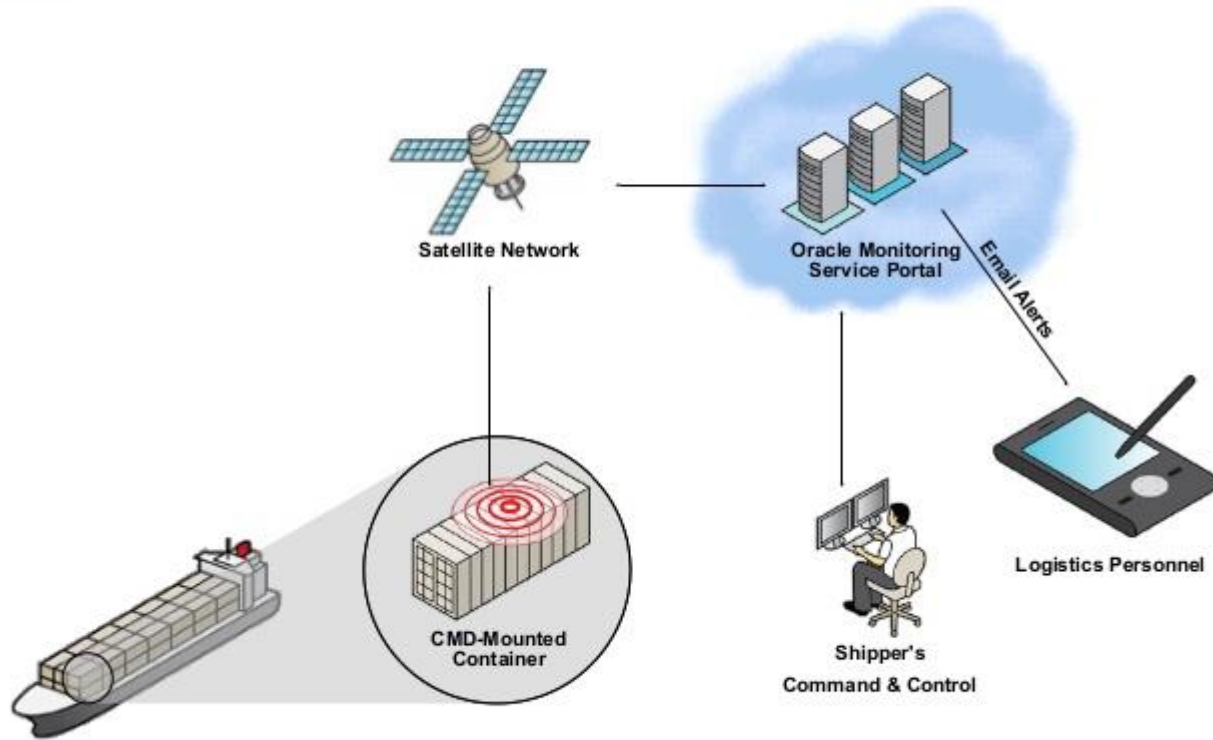 Satellite Network
Oracle Monitoring
Service Portal
Email Alerts
Logistics Personnel
CMD-Mounted
Container
Shipper's
Command & Control